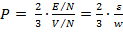 P = 2/3 · E/N / V/N = 2/3 · ε/w